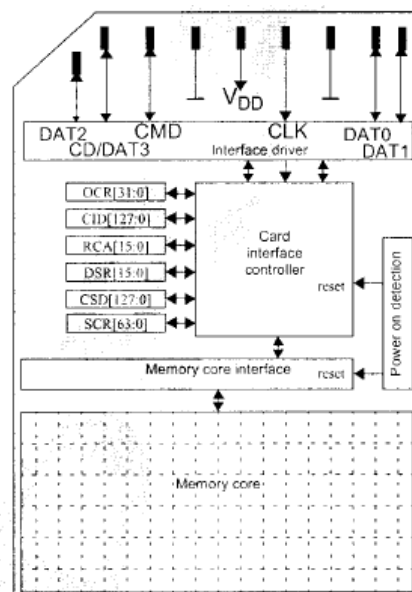 VDD
DAT2
CMD
CLK
DAT0
CD/DAT3
Interface driver
DAT1
OCR[31:0]
CID[127:0]
RCA[15:0]
DSR[15:0]
CSD[127:0]
SCR[63:0]
Card
interface
controller
reset
Power on detection
Memory core interface
reset
Memory core